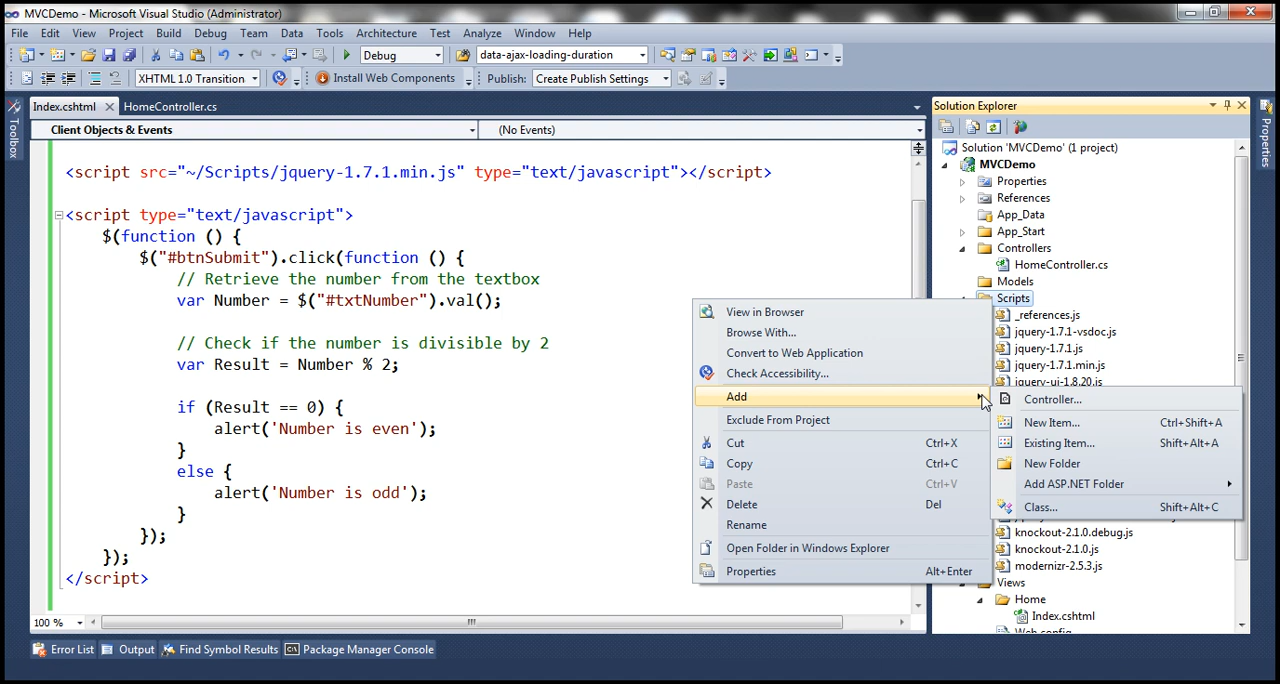 MVCDemo - Microsoft Visual Studio (Administrator)
File Edit View Project Build Debug Team Data Tools Architecture Test Analyze Window Help
Debug data-ajax-loading-duration
XHTML 1.0 Transition Install Web Components Publish: Create Publish Settings
Index.cshtml HomeController.cs
Client Objects & Events (No Events)
Toolbox
<script src="~/Scripts/jquery-1.7.1.min.js" type="text/javascript"></script>
<script type="text/javascript">
$(function () {
$("#btnSubmit").click(function () {
// Retrieve the number from the textbox
var Number = $("#txtNumber").val();
// Check if the number is divisible by 2
var Result = Number % 2;
if (Result == 0) {
alert('Number is even');
}
else {
alert('Number is odd');
}
});
});
</script>
100 %
Error List Output Find Symbol Results Package Manager Console
View in Browser
Browse With...
Convert to Web Application
Check Accessibility...
Add
Exclude From Project
Cut Ctrl+X
Copy Ctrl+C
Paste Ctrl+V
Delete Del
Rename
Open Folder in Windows Explorer
Properties Alt+Enter
Controller...
New Item... Ctrl+Shift+A
Existing Item... Shift+Alt+A
New Folder
Add ASP.NET Folder
Class... Shift+Alt+C
Solution Explorer
Solution 'MVCDemo' (1 project)
MVCDemo
Properties
References
App_Data
App_Start
Controllers
HomeController.cs
Models
Scripts
_references.js
jquery-1.7.1-vsdoc.js
jquery-1.7.1.js
jquery-1.7.1.min.js
jquery-ui-1.8.20.js
knockout-2.1.0.debug.js
knockout-2.1.0.js
modernizr-2.5.3.js
Views
Home
Index.cshtml
Web.config
Properties